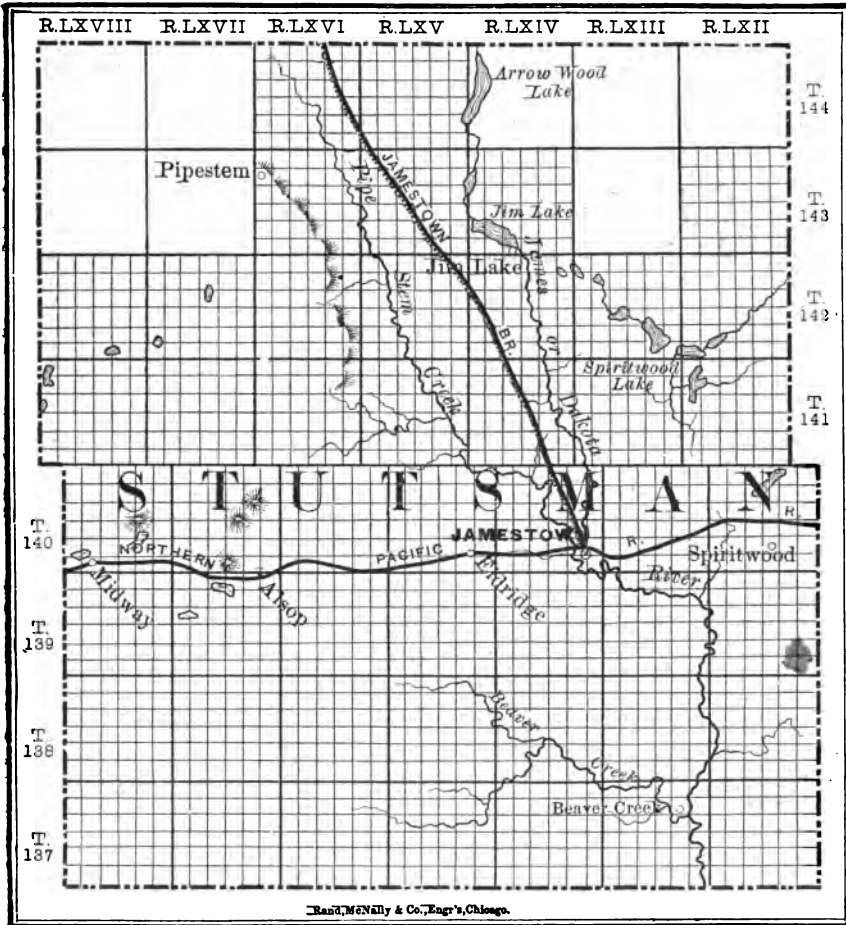 R.LXVIII R.LXVII R.LXVI R.LXV R.LXIV R.LXIII R.LXII
Arrow Wood
Lake
T.
144
Pipestem
Pipe
JAMESTOWN
Jim Lake
T.
143
Jim Lake
James
Stem
T.
142
BR.
or
Spiritwood
Lake
Creek
Dakota
T.
141
STUTSMAN
T.
140
NORTHERN
PACIFIC
JAMESTOWN
R.
R.
Spiritwood
Midway
Alsop
Eldridge
River
T.
139
Beaver
T.
138
Creek
Beaver Creek
T.
137
Rand, McNally & Co., Engr's, Chicago.